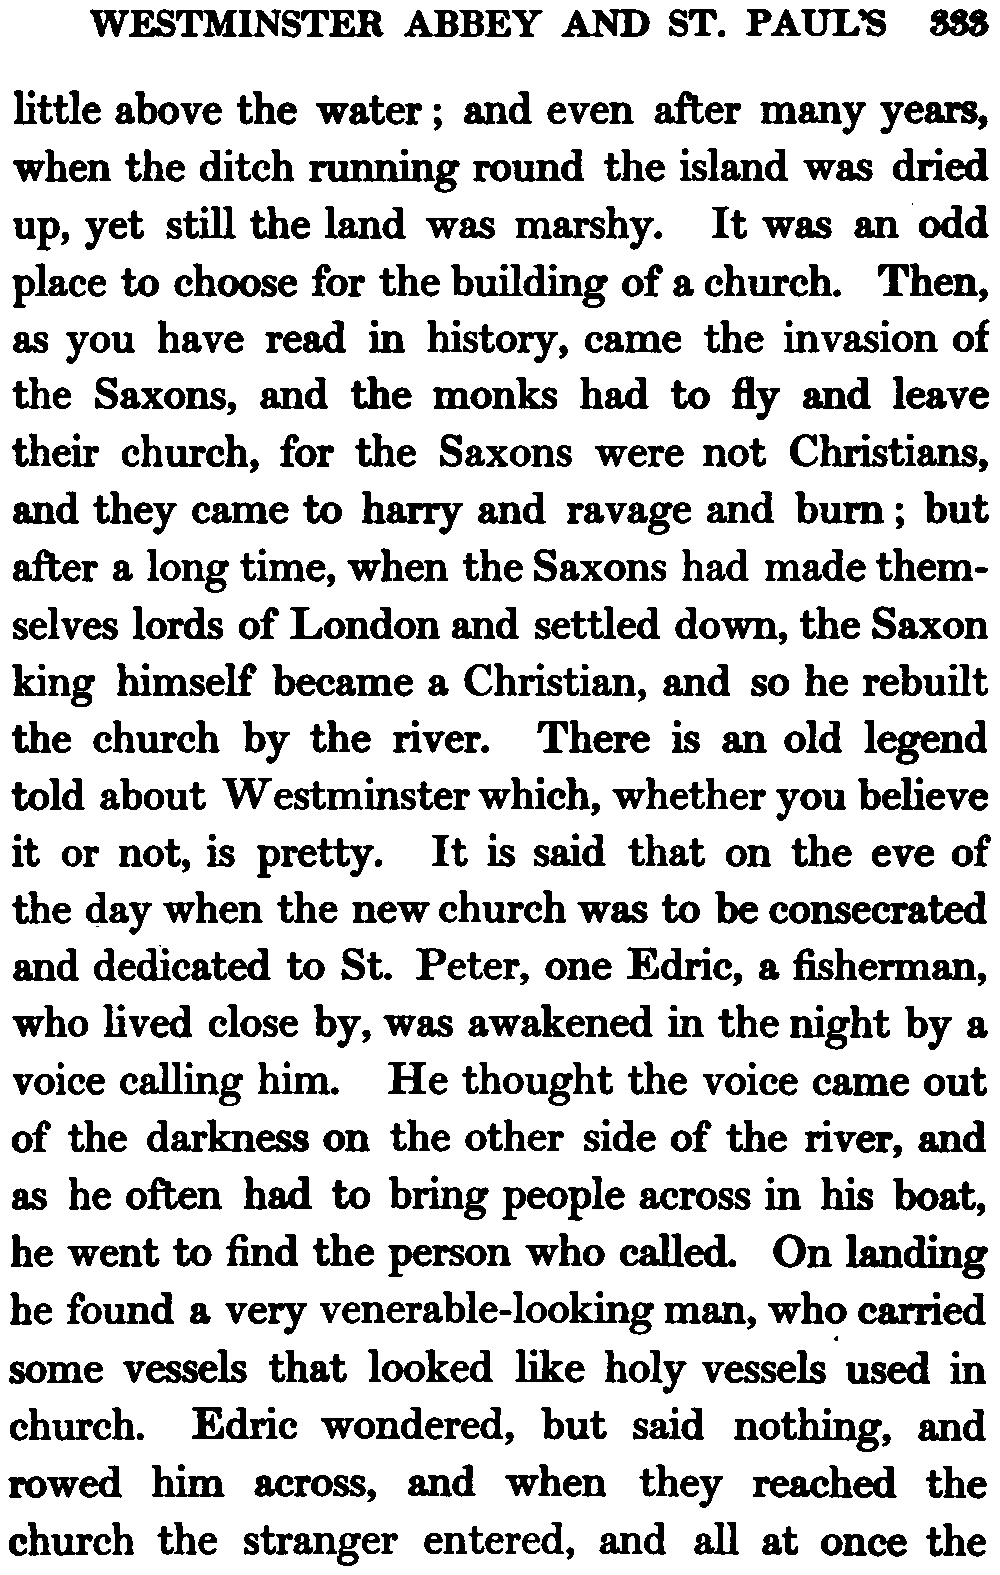 WESTMINSTER ABBEY AND ST. PAUL'S 333
little above the water; and even after many years,
when the ditch running round the island was dried
up, yet still the land was marshy. It was an odd
place to choose for the building of a church. Then,
as you have read in history, came the invasion of
the Saxons, and the monks had to fly and leave
their church, for the Saxons were not Christians,
and they came to harry and ravage and burn; but
after a long time, when the Saxons had made them-
selves lords of London and settled down, the Saxon
king himself became a Christian, and so he rebuilt
the church by the river. There is an old legend
told about Westminster which, whether you believe
it or not, is pretty. It is said that on the eve of
the day when the new church was to be consecrated
and dedicated to St. Peter, one Edric, a fisherman,
who lived close by, was awakened in the night by a
voice calling him. He thought the voice came out
of the darkness on the other side of the river, and
as he often had to bring people across in his boat,
he went to find the person who called. On landing
he found a very venerable-looking man, who carried
some vessels that looked like holy vessels used in
church. Edric wondered, but said nothing, and
rowed him across, and when they reached the
church the stranger entered, and all at once the